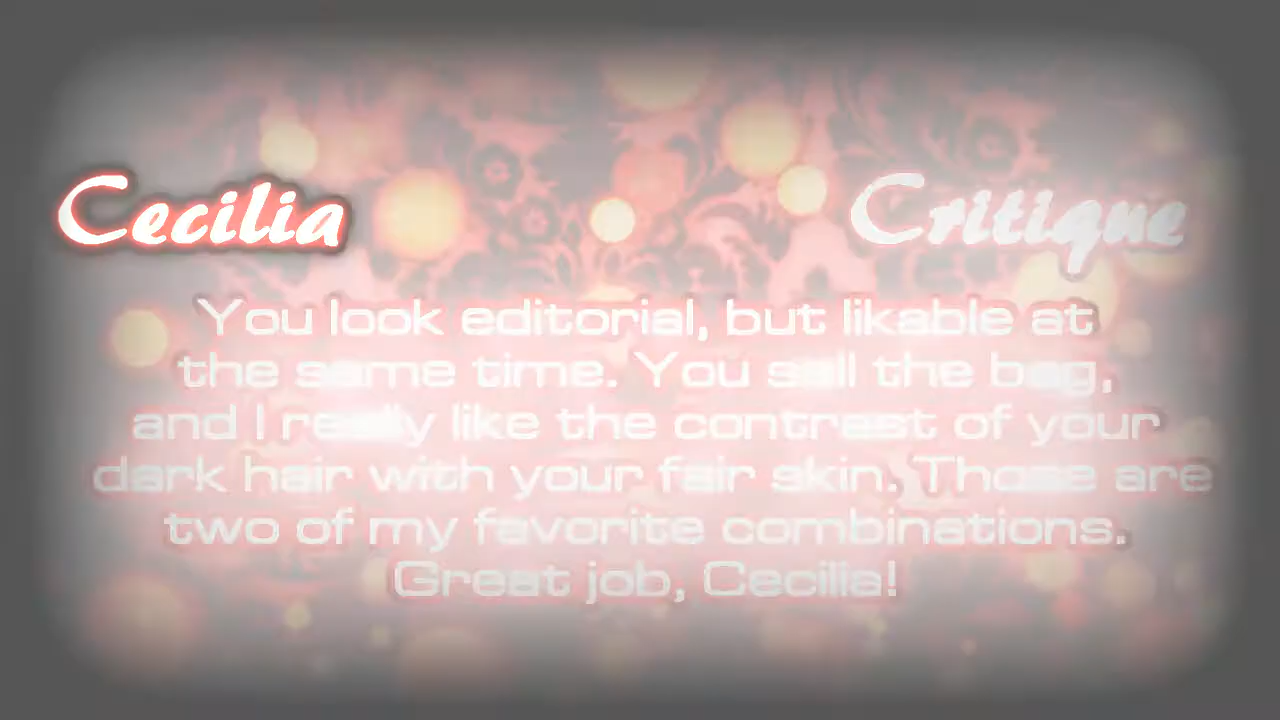 Cecilia Critique
You look editorial, but likable at
the same time. You sell the bag,
and I really like the contrast of your
dark hair with your fair skin. Those are
two of my favorite combinations.
Great job, Cecilia!